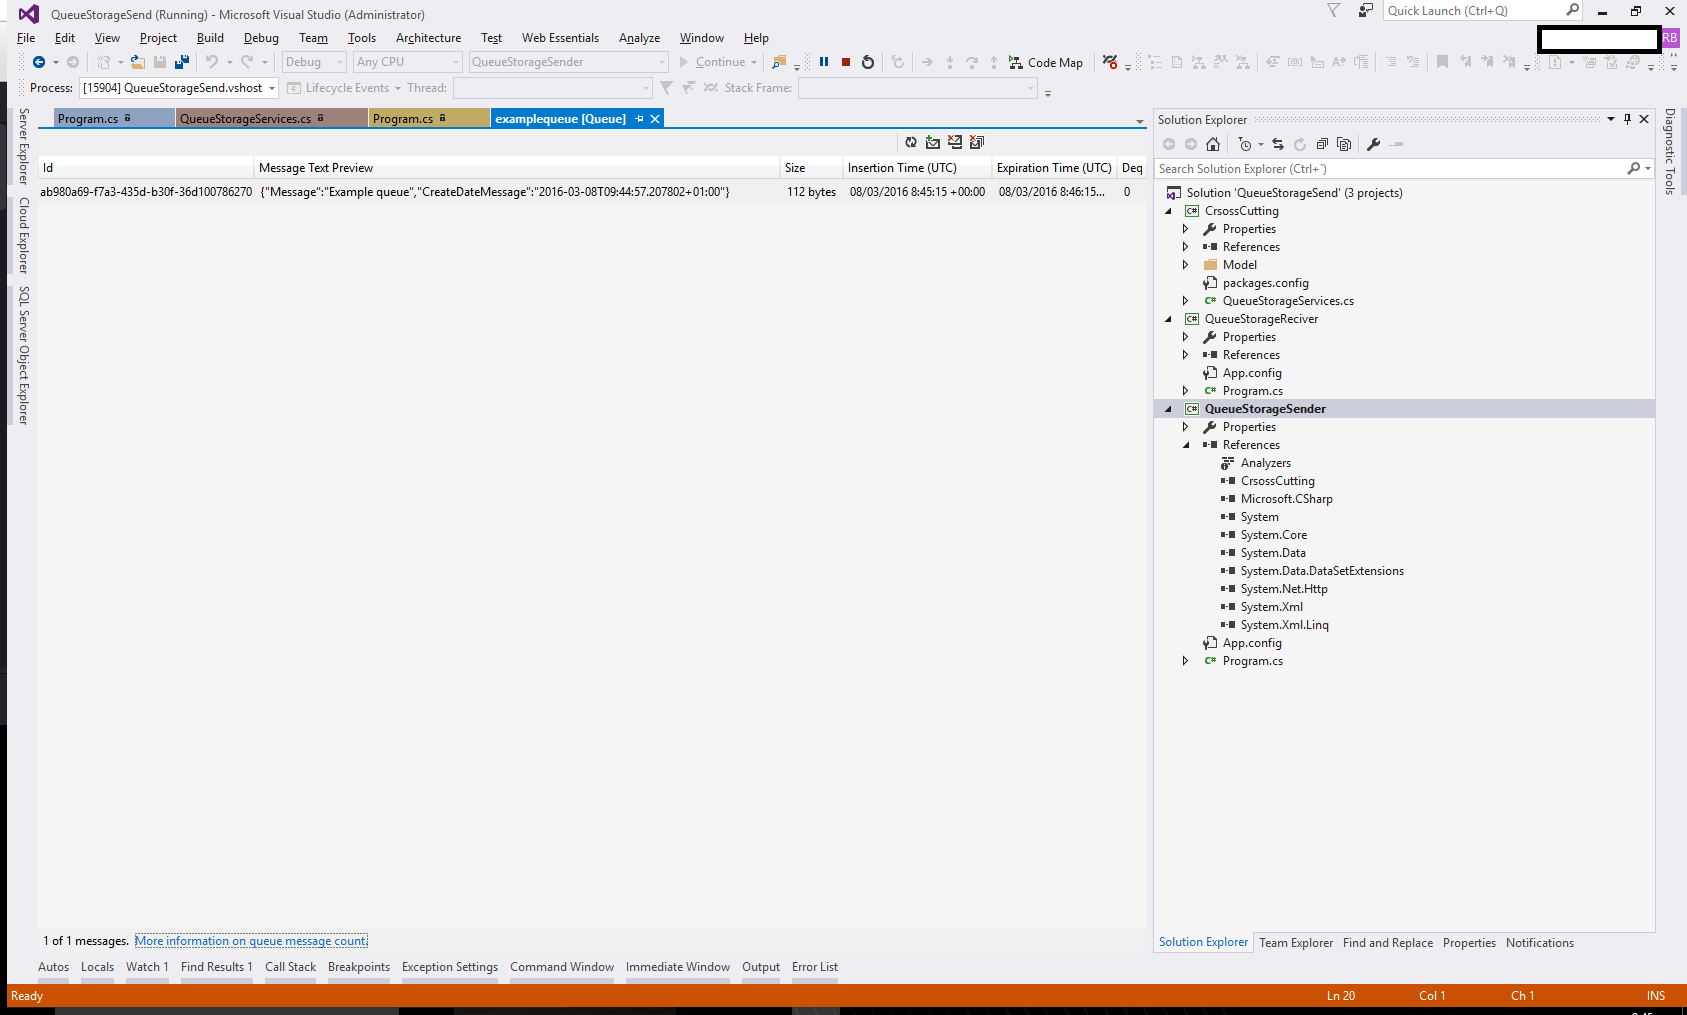 QueueStorageSend (Running) - Microsoft Visual Studio (Administrator)
Quick Launch (Ctrl+Q)
File Edit View Project Build Debug Team Tools Architecture Test Web Essentials Analyze Window Help
RB
Debug Any CPU QueueStorageSender Continue Code Map
Process: [15904] QueueStorageSend.vshost Lifecycle Events Thread: Stack Frame:
Server Explorer
Cloud Explorer
SQL Server Object Explorer
Program.cs QueueStorageServices.cs Program.cs examplequeue [Queue]
Id Message Text Preview Size Insertion Time (UTC) Expiration Time (UTC) Deq
ab980a69-f7a3-435d-b30f-36d100786270 {"Message":"Example queue","CreateDateMessage":"2016-03-08T09:44:57.207802+01:00"} 112 bytes 08/03/2016 8:45:15 +00:00 08/03/2016 8:46:15... 0
1 of 1 messages. More information on queue message count.
Solution Explorer
Search Solution Explorer (Ctrl+`)
Solution 'QueueStorageSend' (3 projects)
CrsossCutting
Properties
References
Model
packages.config
C# QueueStorageServices.cs
C# QueueStorageReciver
Properties
References
App.config
C# Program.cs
C# QueueStorageSender
Properties
References
Analyzers
CrsossCutting
Microsoft.CSharp
System
System.Core
System.Data
System.Data.DataSetExtensions
System.Net.Http
System.Xml
System.Xml.Linq
App.config
C# Program.cs
Solution Explorer Team Explorer Find and Replace Properties Notifications
Diagnostic Tools
Autos Locals Watch 1 Find Results 1 Call Stack Breakpoints Exception Settings Command Window Immediate Window Output Error List
Ready Ln 20 Col 1 Ch 1 INS